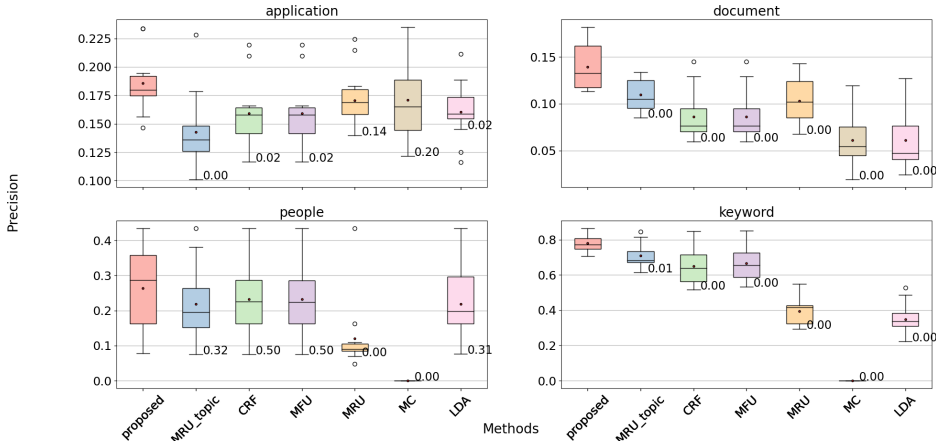 application
document
0.225
0.200
0.175
0.150
0.125
0.100
0.00
0.02
0.02
0.14
0.20
0.02
0.15
0.10
0.05
0.00
0.00
0.00
0.00
0.00
0.00
Precision
people
keyword
0.4
0.3
0.2
0.1
0.0
0.32
0.50
0.50
0.00
0.00
0.31
0.8
0.6
0.4
0.2
0.0
0.01
0.00
0.00
0.00
0.00
0.00
proposed
MRU_topic
CRF
MFU
MRU
MC
LDA
proposed
MRU_topic
CRF
MFU
MRU
MC
LDA
Methods